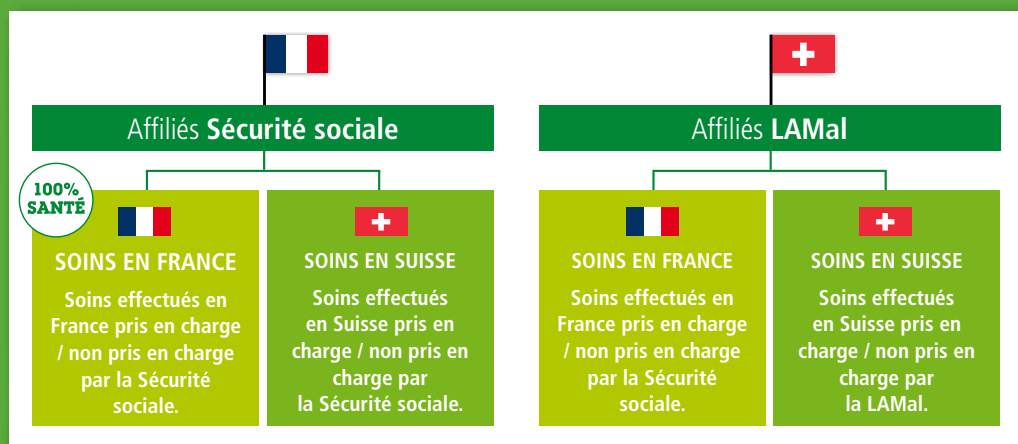 Affiliés Sécurité sociale
100%
SANTÉ
SOINS EN FRANCE
Soins effectués en
France pris en charge
/ non pris en charge
par la Sécurité
sociale.
SOINS EN SUISSE
Soins effectués
en Suisse pris en
charge / non pris en
charge par
la Sécurité sociale.
Affiliés LAMal
SOINS EN FRANCE
Soins effectués en
France pris en charge
/ non pris en charge
par la Sécurité
sociale.
SOINS EN SUISSE
Soins effectués
en Suisse pris en
charge / non pris en
charge par
la LAMal.